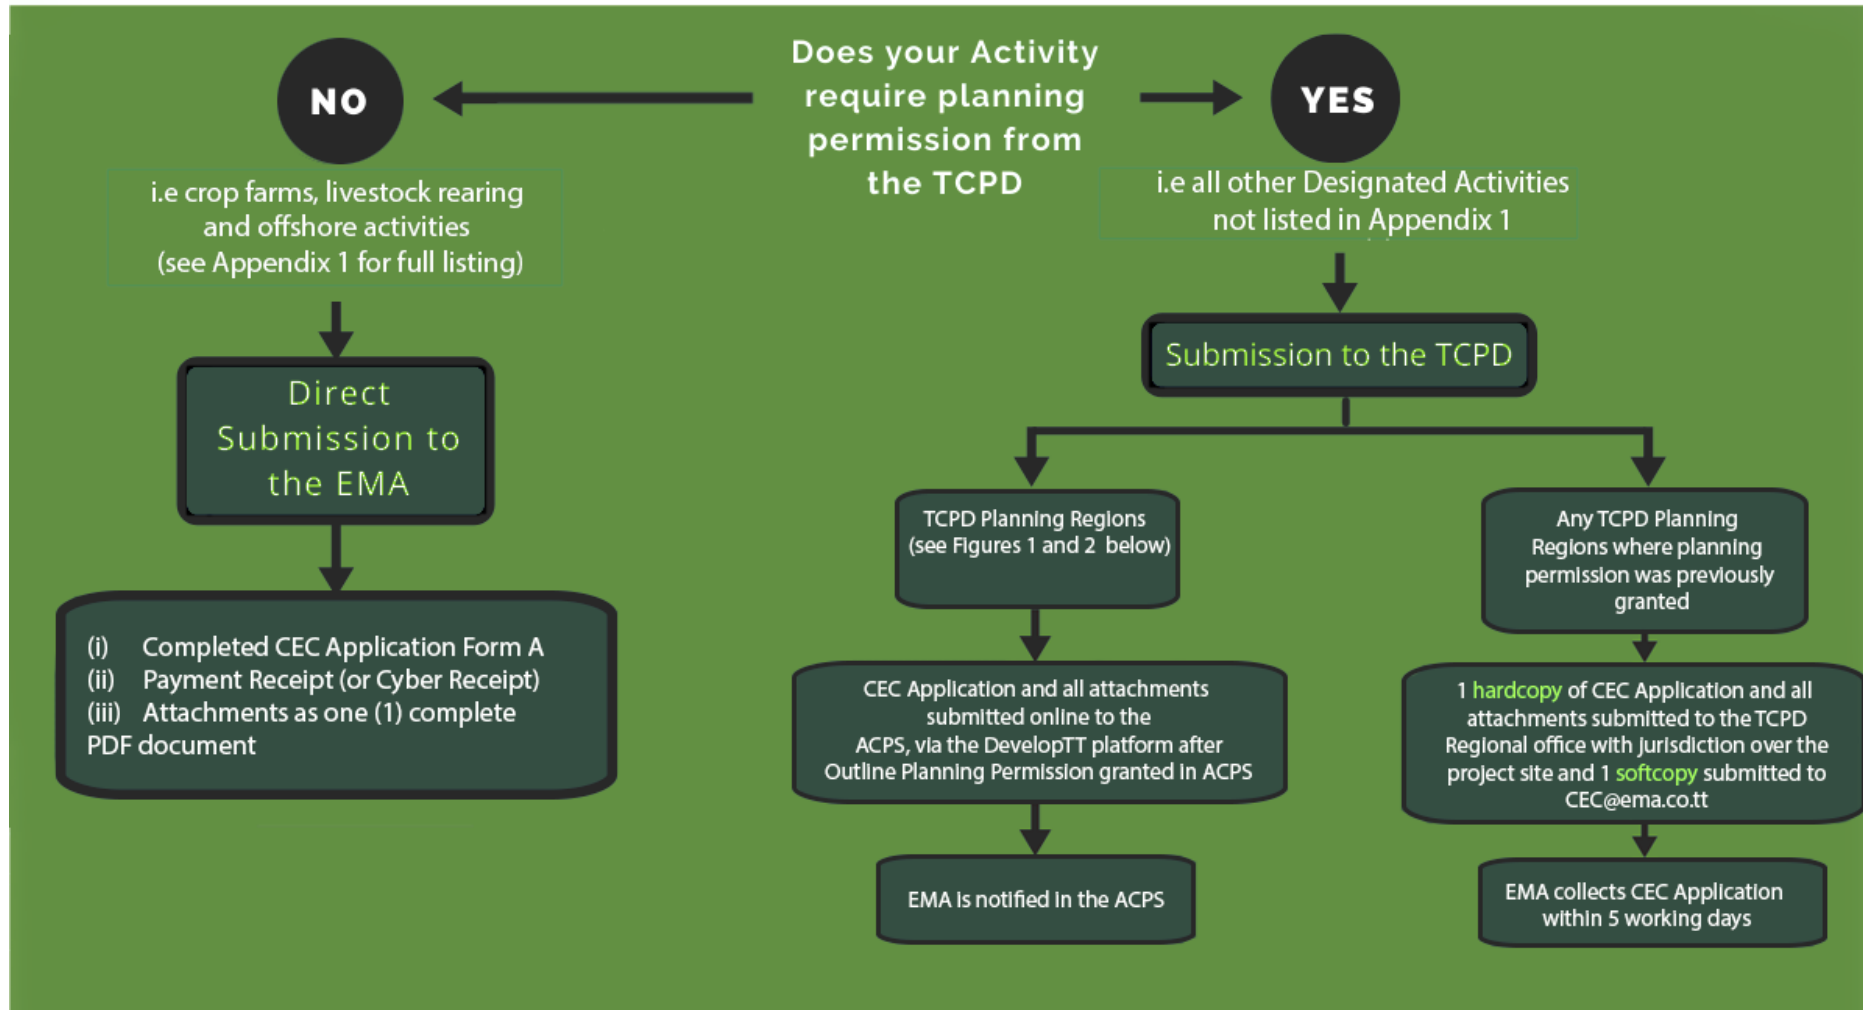 Does your Activity
require planning
permission from
the TCPD
NO
i.e crop farms, livestock rearing
and offshore activities
(see Appendix 1 for full listing)
Direct
Submission to
the EMA
(i) Completed CEC Application Form A
(ii) Payment Receipt (or Cyber Receipt)
(iii) Attachments as one (1) complete
PDF document
YES
i.e all other Designated Activities
not listed in Appendix 1
Submission to the TCPD
TCPD Planning Regions
(see Figures 1 and 2 below)
CEC Application and all attachments
submitted online to the
ACPS, via the DevelopTT platform after
Outline Planning Permission granted in ACPS
EMA is notified in the ACPS
Any TCPD Planning
Regions where planning
permission was previously
granted
1 hardcopy of CEC Application and all
attachments submitted to the TCPD
Regional office with jurisdiction over the
project site and 1 softcopy submitted to
CEC@ema.co.tt
EMA collects CEC Application
within 5 working days